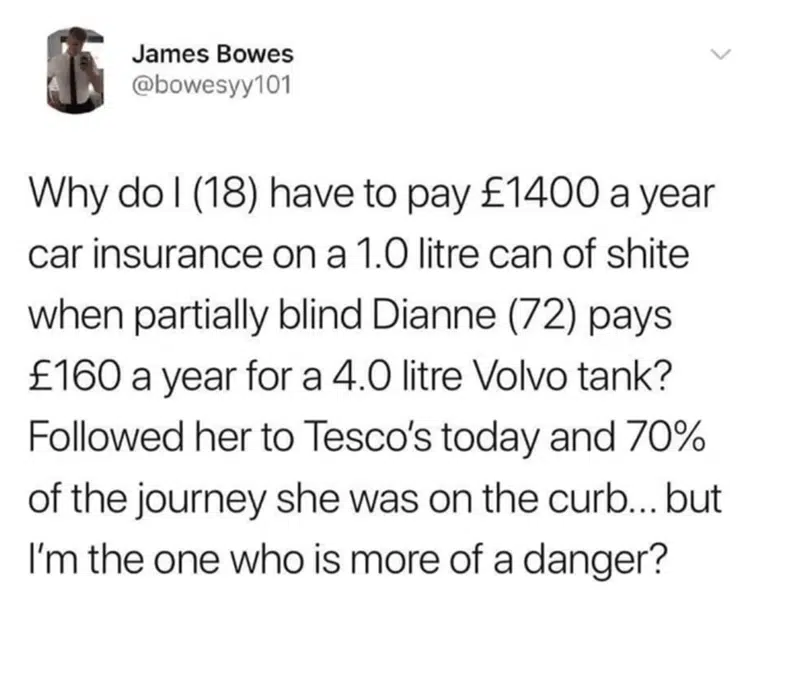 James Bowes
@bowesyy101
Why do I (18) have to pay £1400 a year
car insurance on a 1.0 litre can of shite
when partially blind Dianne (72) pays
£160 a year for a 4.0 litre Volvo tank?
Followed her to Tesco's today and 70%
of the journey she was on the curb... but
I'm the one who is more of a danger?